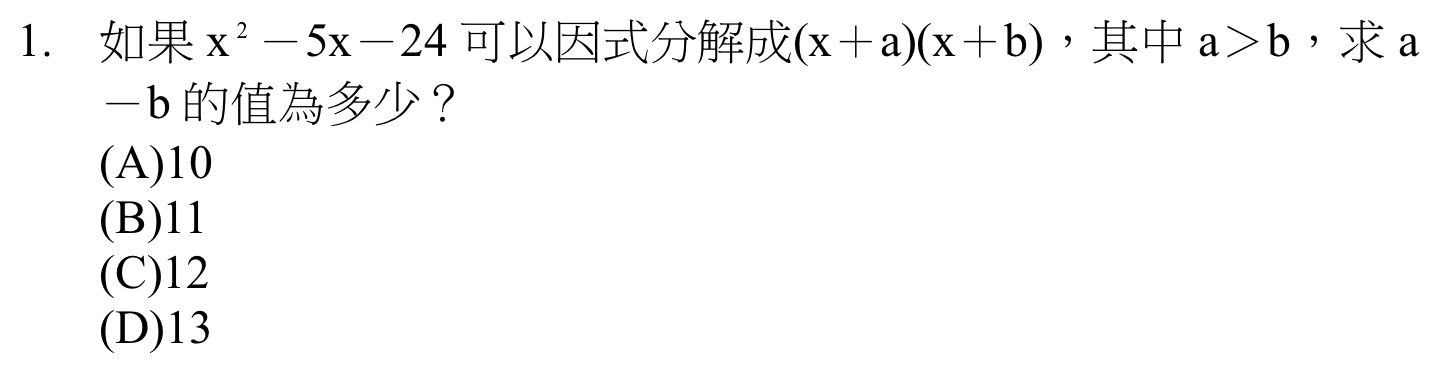 1. 如果 x² －5x－24 可以因式分解成(x＋a)(x＋b)，其中 a＞b，求 a
－b 的值為多少？
(A)10
(B)11
(C)12
(D)13